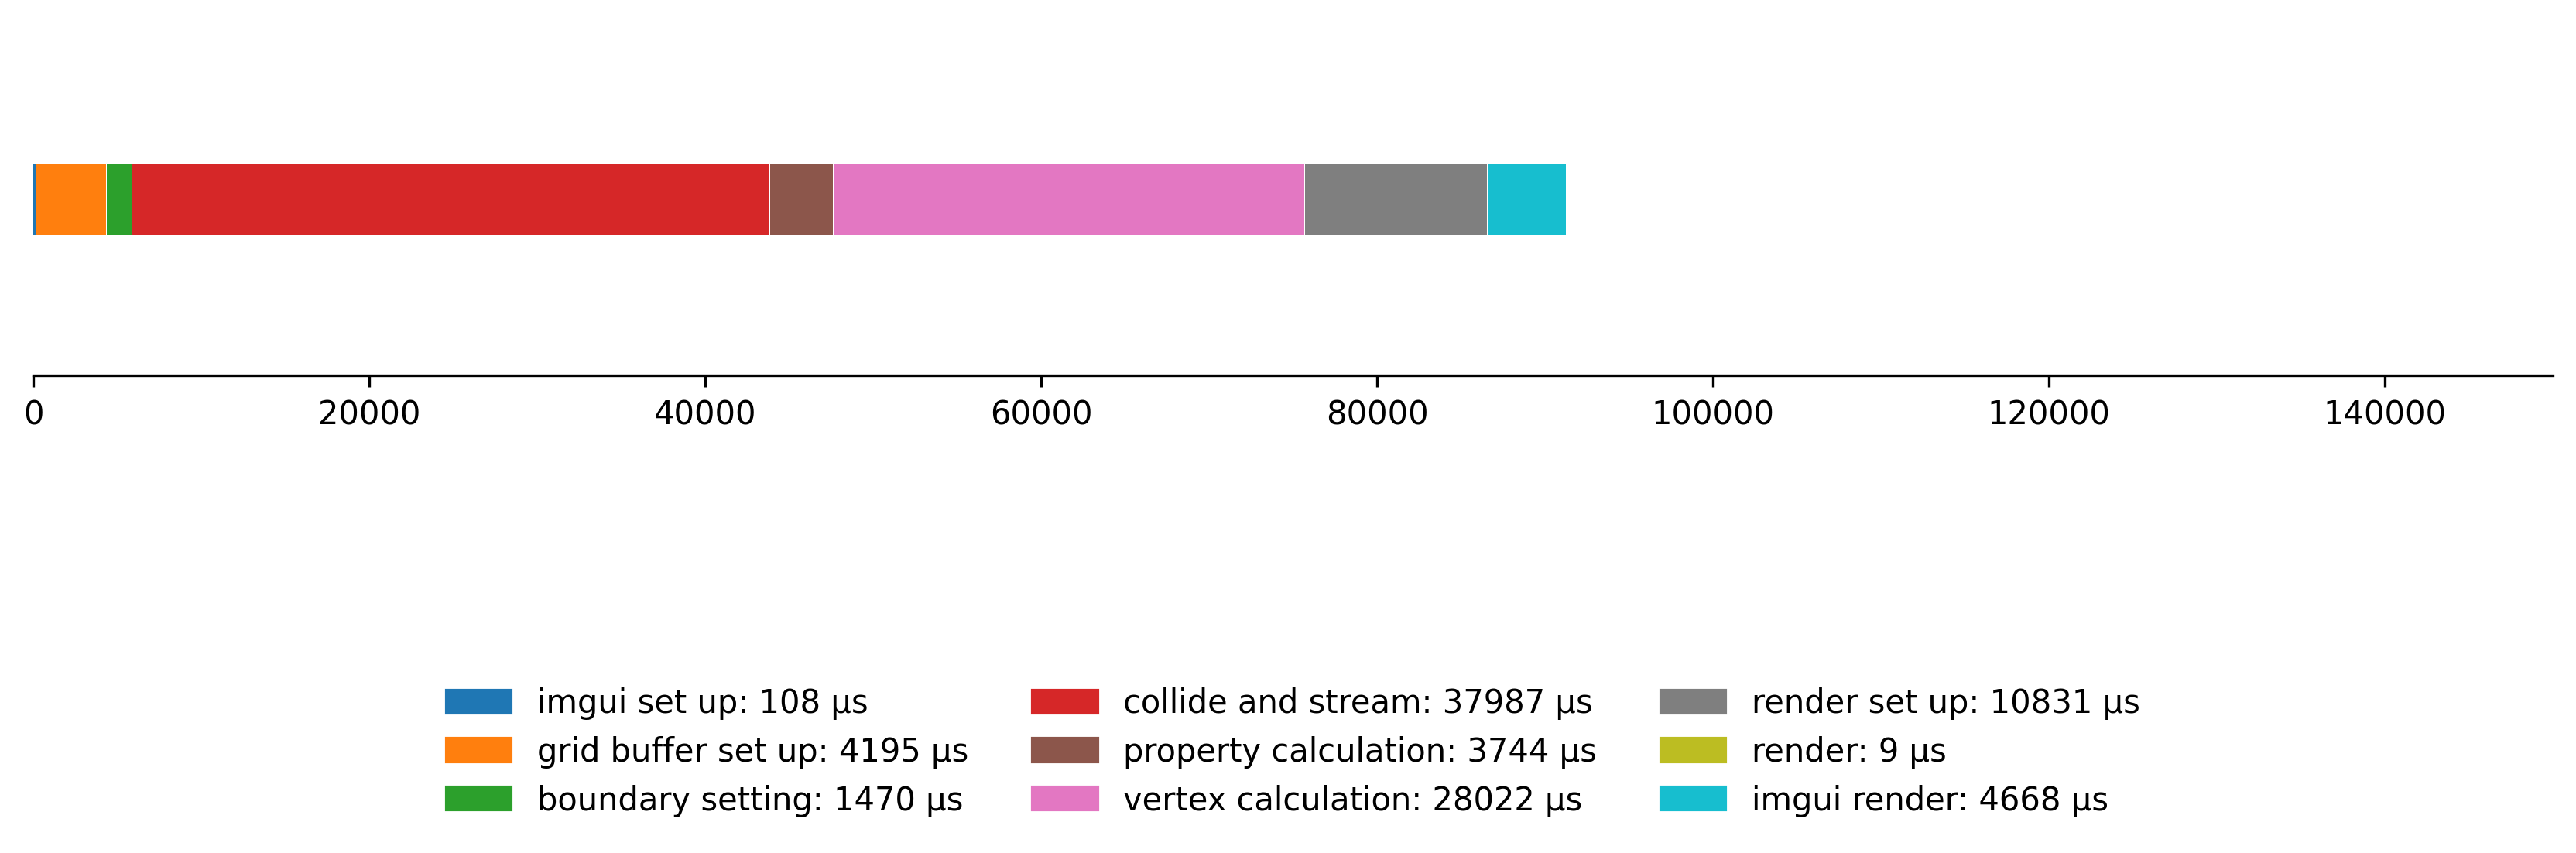 0
20000
40000
60000
80000
100000
120000
140000
imgui set up: 108 µs
grid buffer set up: 4195 µs
boundary setting: 1470 µs
collide and stream: 37987 µs
property calculation: 3744 µs
vertex calculation: 28022 µs
render set up: 10831 µs
render: 9 µs
imgui render: 4668 µs